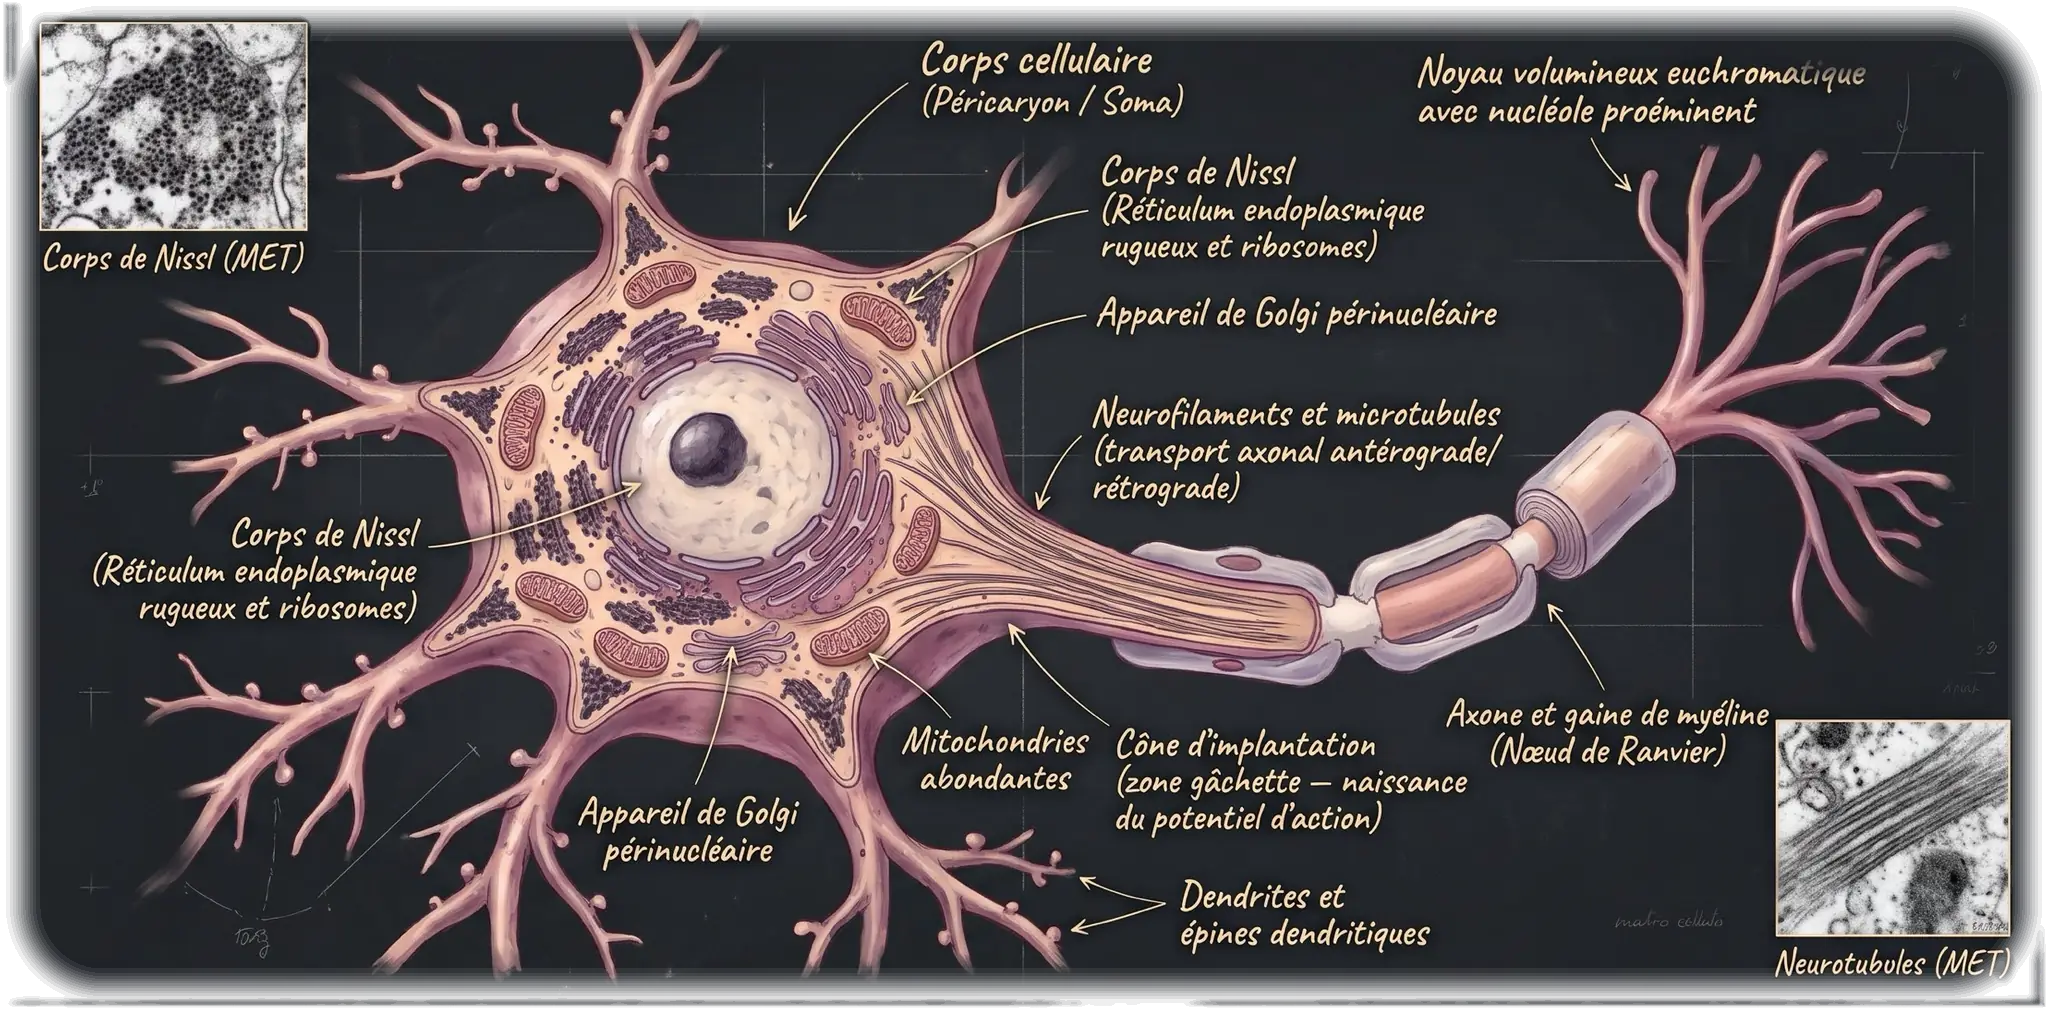 Corps cellulaire
(Péricaryon / Soma)
Noyau volumineux euchromatique
avec nucléole proéminent
Corps de Nissl
(Réticulum endoplasmique
rugueux et ribosomes)
Corps de Nissl (MET)
Appareil de Golgi périnucléaire
Neurofilaments et microtubules
(transport axonal antérograde/
rétrograde)
Corps de Nissl
(Réticulum endoplasmique
rugueux et ribosomes)
Axone et gaine de myéline
(Nœud de Ranvier)
Mitochondries
abondantes
Cône d'implantation
(zone gâchette — naissance
du potentiel d'action)
Appareil de Golgi
périnucléaire
Dendrites et
épines dendritiques
Neurotubules (MET)